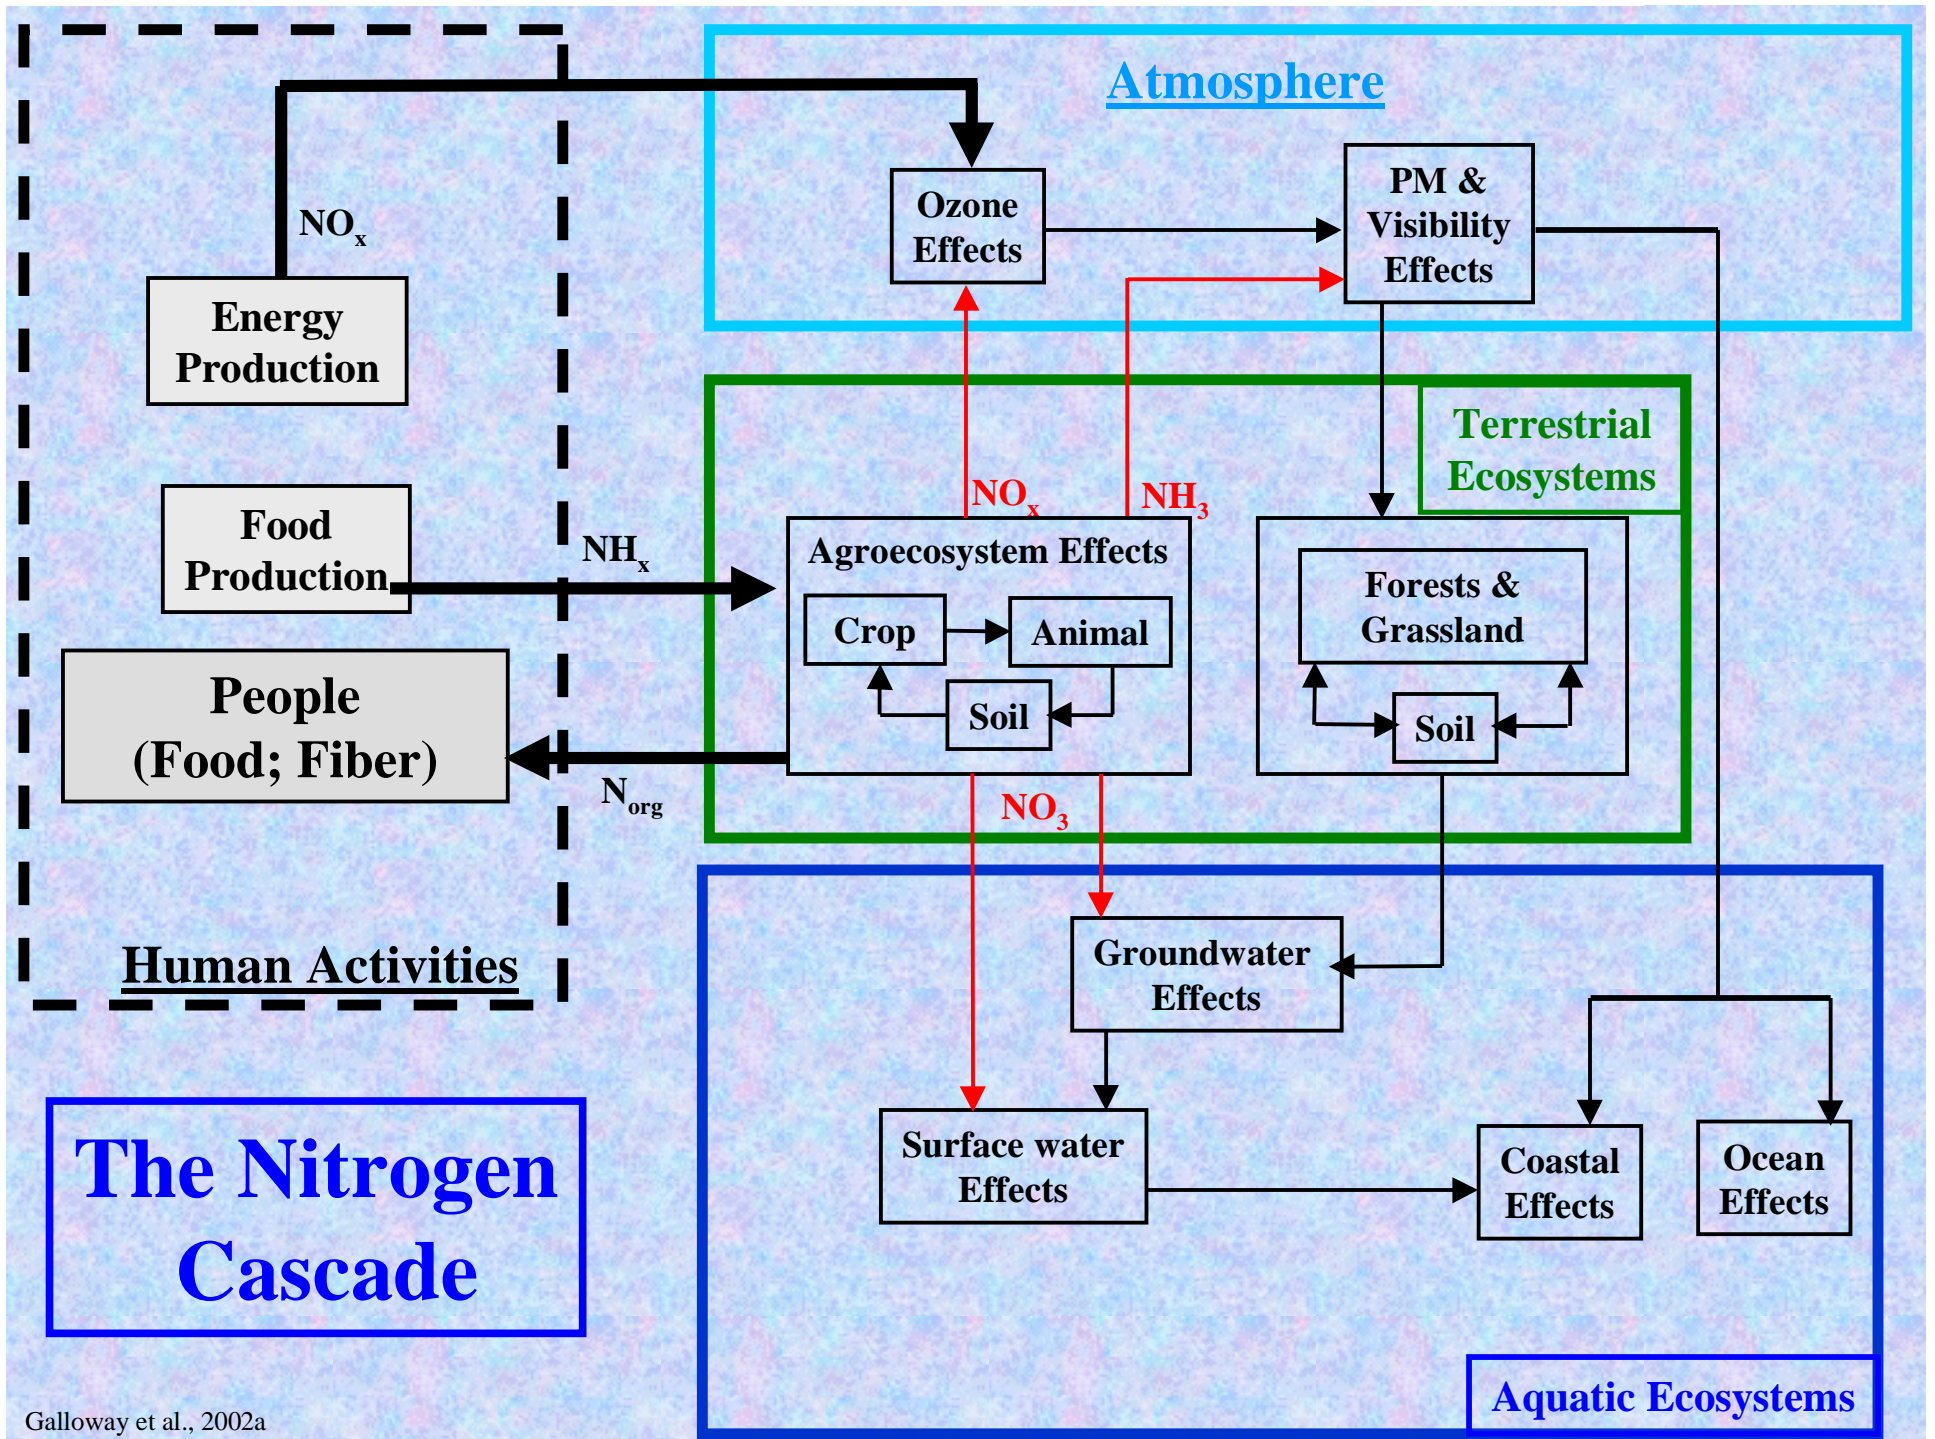 Atmosphere
NOx
Ozone
Effects
PM &
Visibility
Effects
Energy
Production
Terrestrial
Ecosystems
Food
Production
NHx
NOx
NH3
Agroecosystem Effects
Crop
Animal
Soil
Forests &
Grassland
Soil
People
(Food; Fiber)
Norg
NO3
Human Activities
Groundwater
Effects
Surface water
Effects
Coastal
Effects
Ocean
Effects
The Nitrogen
Cascade
Aquatic Ecosystems
Galloway et al., 2002a